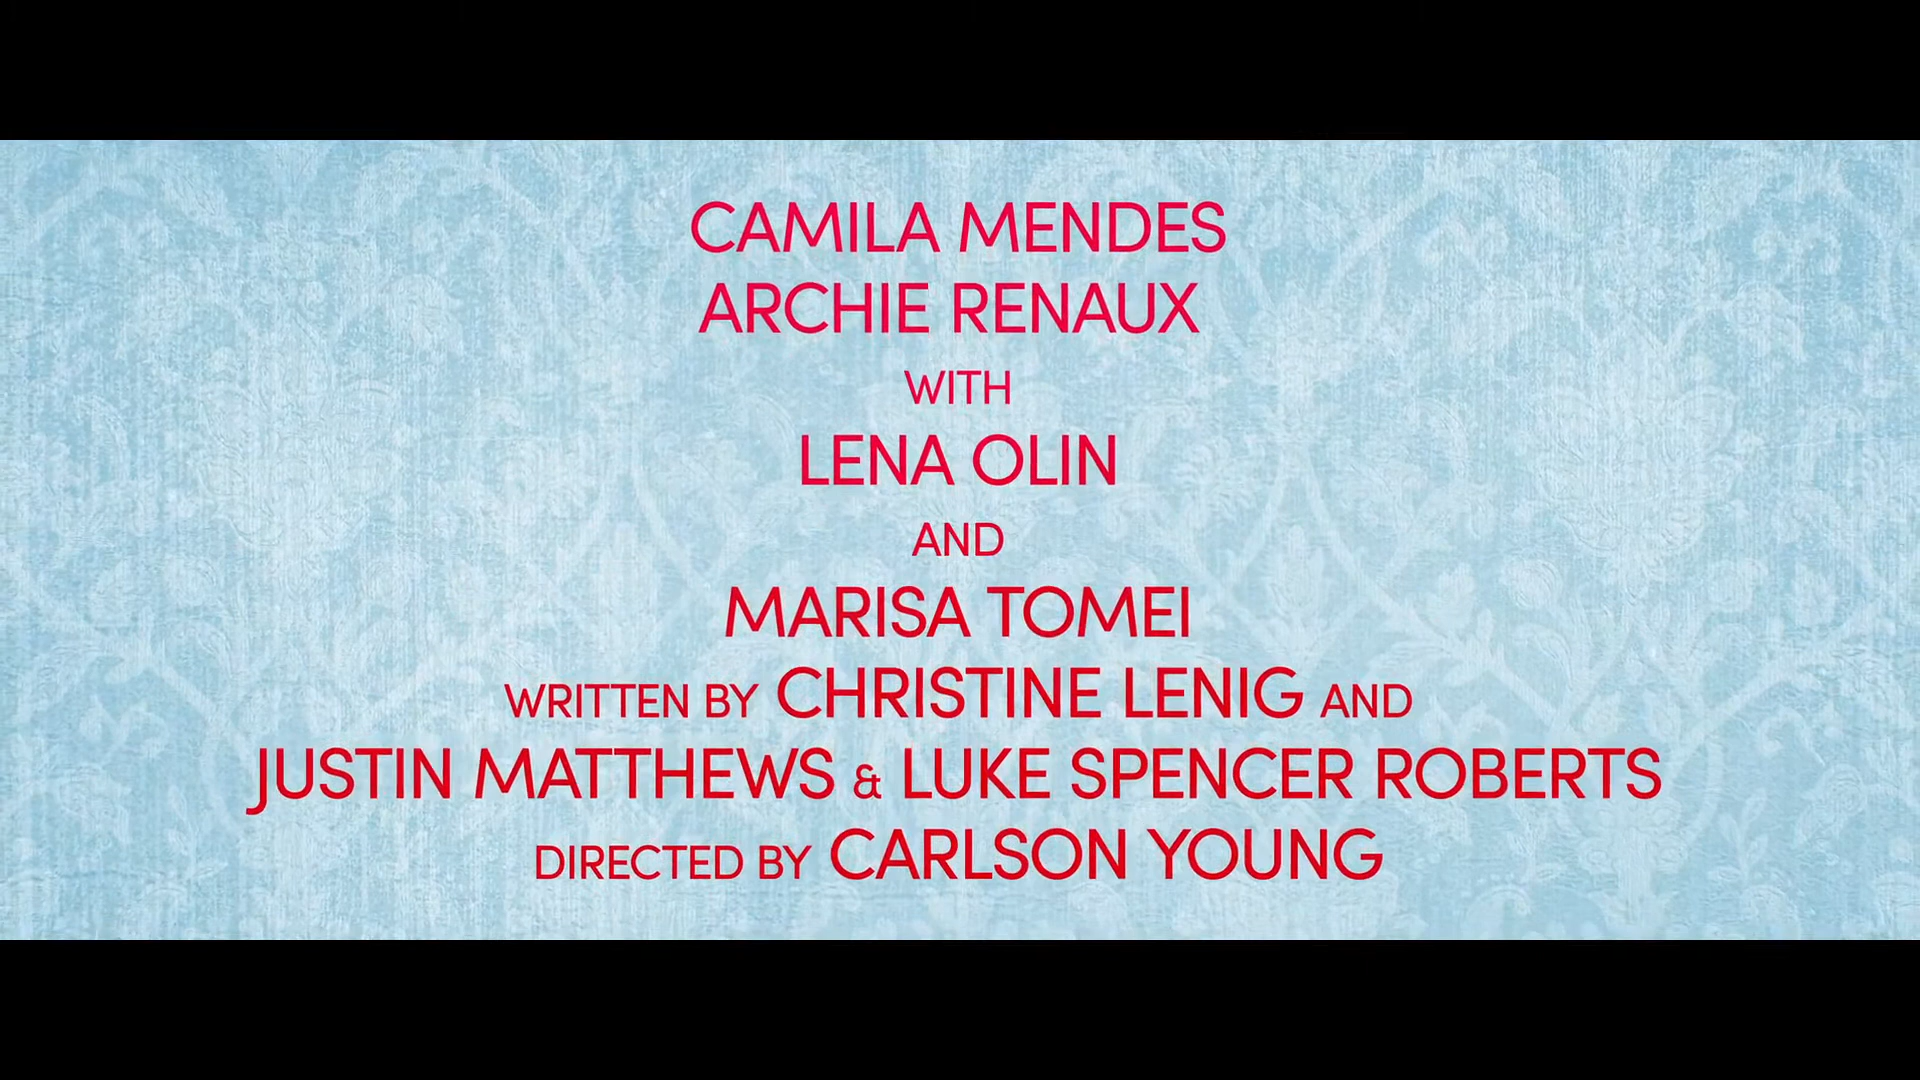 CAMILA MENDES
ARCHIE RENAUX
WITH
LENA OLIN
AND
MARISA TOMEI
WRITTEN BY CHRISTINE LENIG AND
JUSTIN MATTHEWS & LUKE SPENCER ROBERTS
DIRECTED BY CARLSON YOUNG